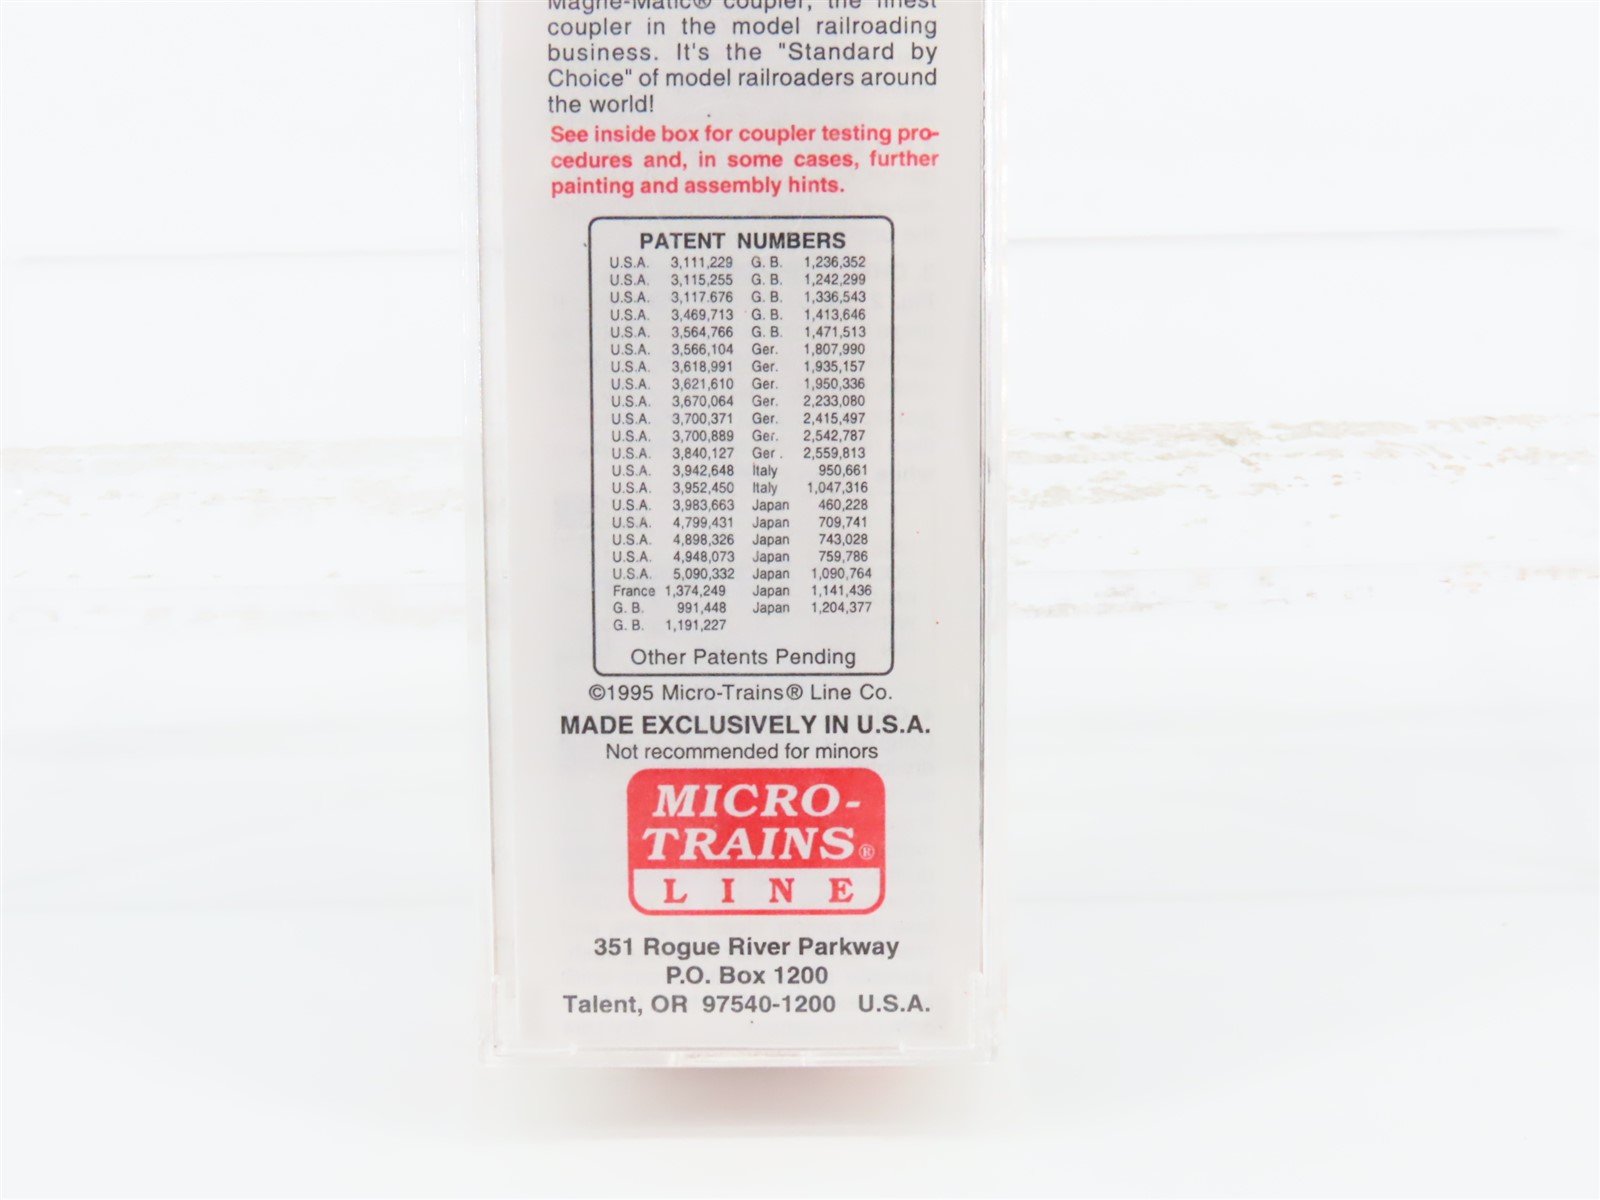 Magne-Matic® coupler, the finest
coupler in the model railroading
business. It's the "Standard by
Choice" of model railroaders around
the world!
See inside box for coupler testing pro-
cedures and, in some cases, further
painting and assembly hints.
PATENT NUMBERS
U.S.A. 3,111,229 G. B. 1,236,352
U.S.A. 3,115,255 G. B. 1,242,299
U.S.A. 3,117.676 G. B. 1,336,543
U.S.A. 3,469,713 G. B. 1,413,646
U.S.A. 3,564,766 G. B. 1,471,513
U.S.A. 3,566,104 Ger. 1,807,990
U.S.A. 3,618,991 Ger. 1,935,157
U.S.A. 3,621,610 Ger. 1,950,336
U.S.A. 3,670,064 Ger. 2,233,080
U.S.A. 3,700,371 Ger. 2,415,497
U.S.A. 3,700,889 Ger. 2,542,787
U.S.A. 3,840,127 Ger . 2,559,813
U.S.A. 3,942,648 Italy 950,661
U.S.A. 3,952,450 Italy 1,047,316
U.S.A. 3,983,663 Japan 460,228
U.S.A. 4,799,431 Japan 709,741
U.S.A. 4,898,326 Japan 743,028
U.S.A. 4,948,073 Japan 759,786
U.S.A. 5,090,332 Japan 1,090,764
France 1,374,249 Japan 1,141,436
G. B. 991,448 Japan 1,204,377
G. B. 1,191,227
Other Patents Pending
©1995 Micro-Trains® Line Co.
MADE EXCLUSIVELY IN U.S.A.
Not recommended for minors
MICRO-
TRAINS®
LINE
351 Rogue River Parkway
P.O. Box 1200
Talent, OR 97540-1200 U.S.A.